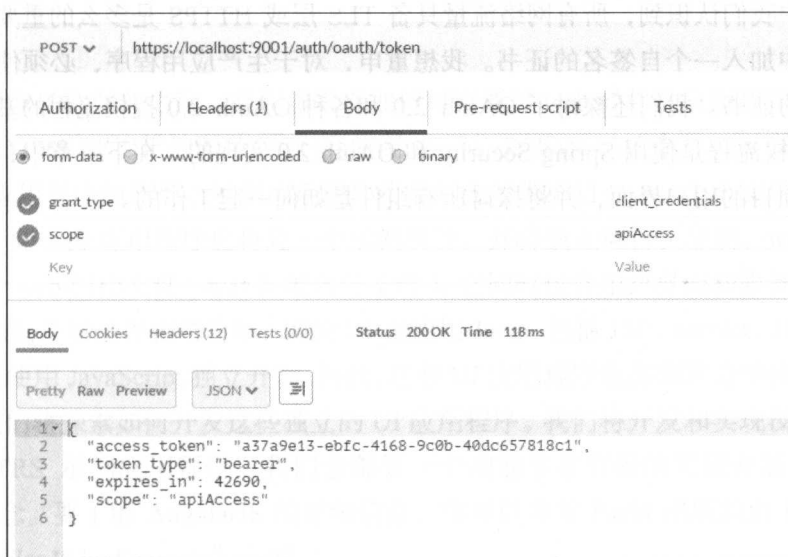 POST https://localhost:9001/auth/oauth/token
Authorization Headers (1) Body Pre-request script Tests
form-data x-www-form-urlencoded raw binary
grant_type client_credentials
scope apiAccess
Key Value
Body Cookies Headers (12) Tests (0/0) Status 200 OK Time 118 ms
Pretty Raw Preview JSON
1 {
2 "access_token": "a37a9e13-ebfc-4168-9c0b-40dc657818c1",
3 "token_type": "bearer",
4 "expires_in": 42690,
5 "scope": "apiAccess"
6 }